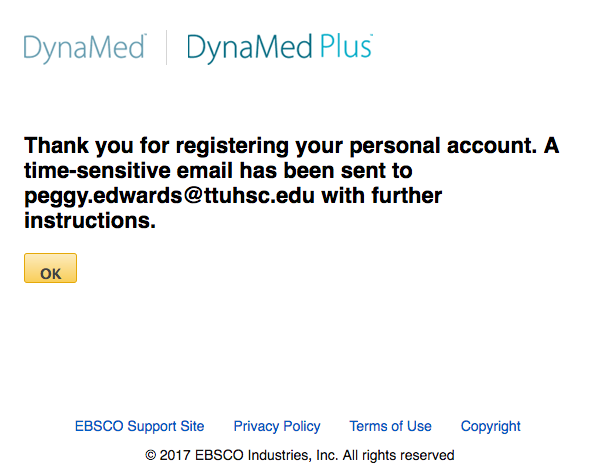 DynaMed™ | DynaMed Plus™
Thank you for registering your personal account. A
time-sensitive email has been sent to
peggy.edwards@ttuhsc.edu with further
instructions.
OK
EBSCO Support Site Privacy Policy Terms of Use Copyright
© 2017 EBSCO Industries, Inc. All rights reserved